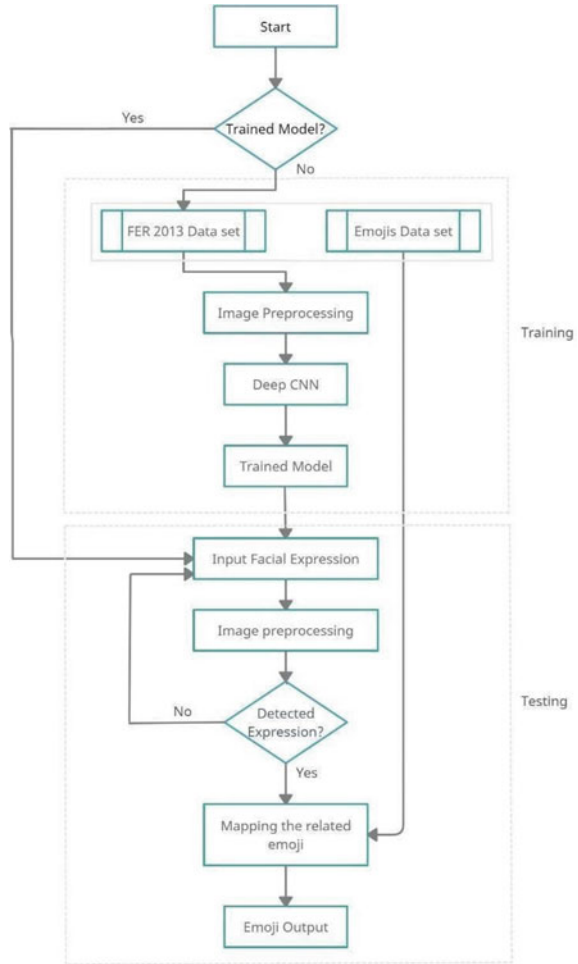 Start
Yes
Trained Model?
No
FER 2013 Data set
Emojis Data set
Image Preprocessing
Training
Deep CNN
Trained Model
Input Facial Expression
Image preprocessing
Detected
Expression?
Testing
No
Yes
Mapping the related
emoji
Emoji Output